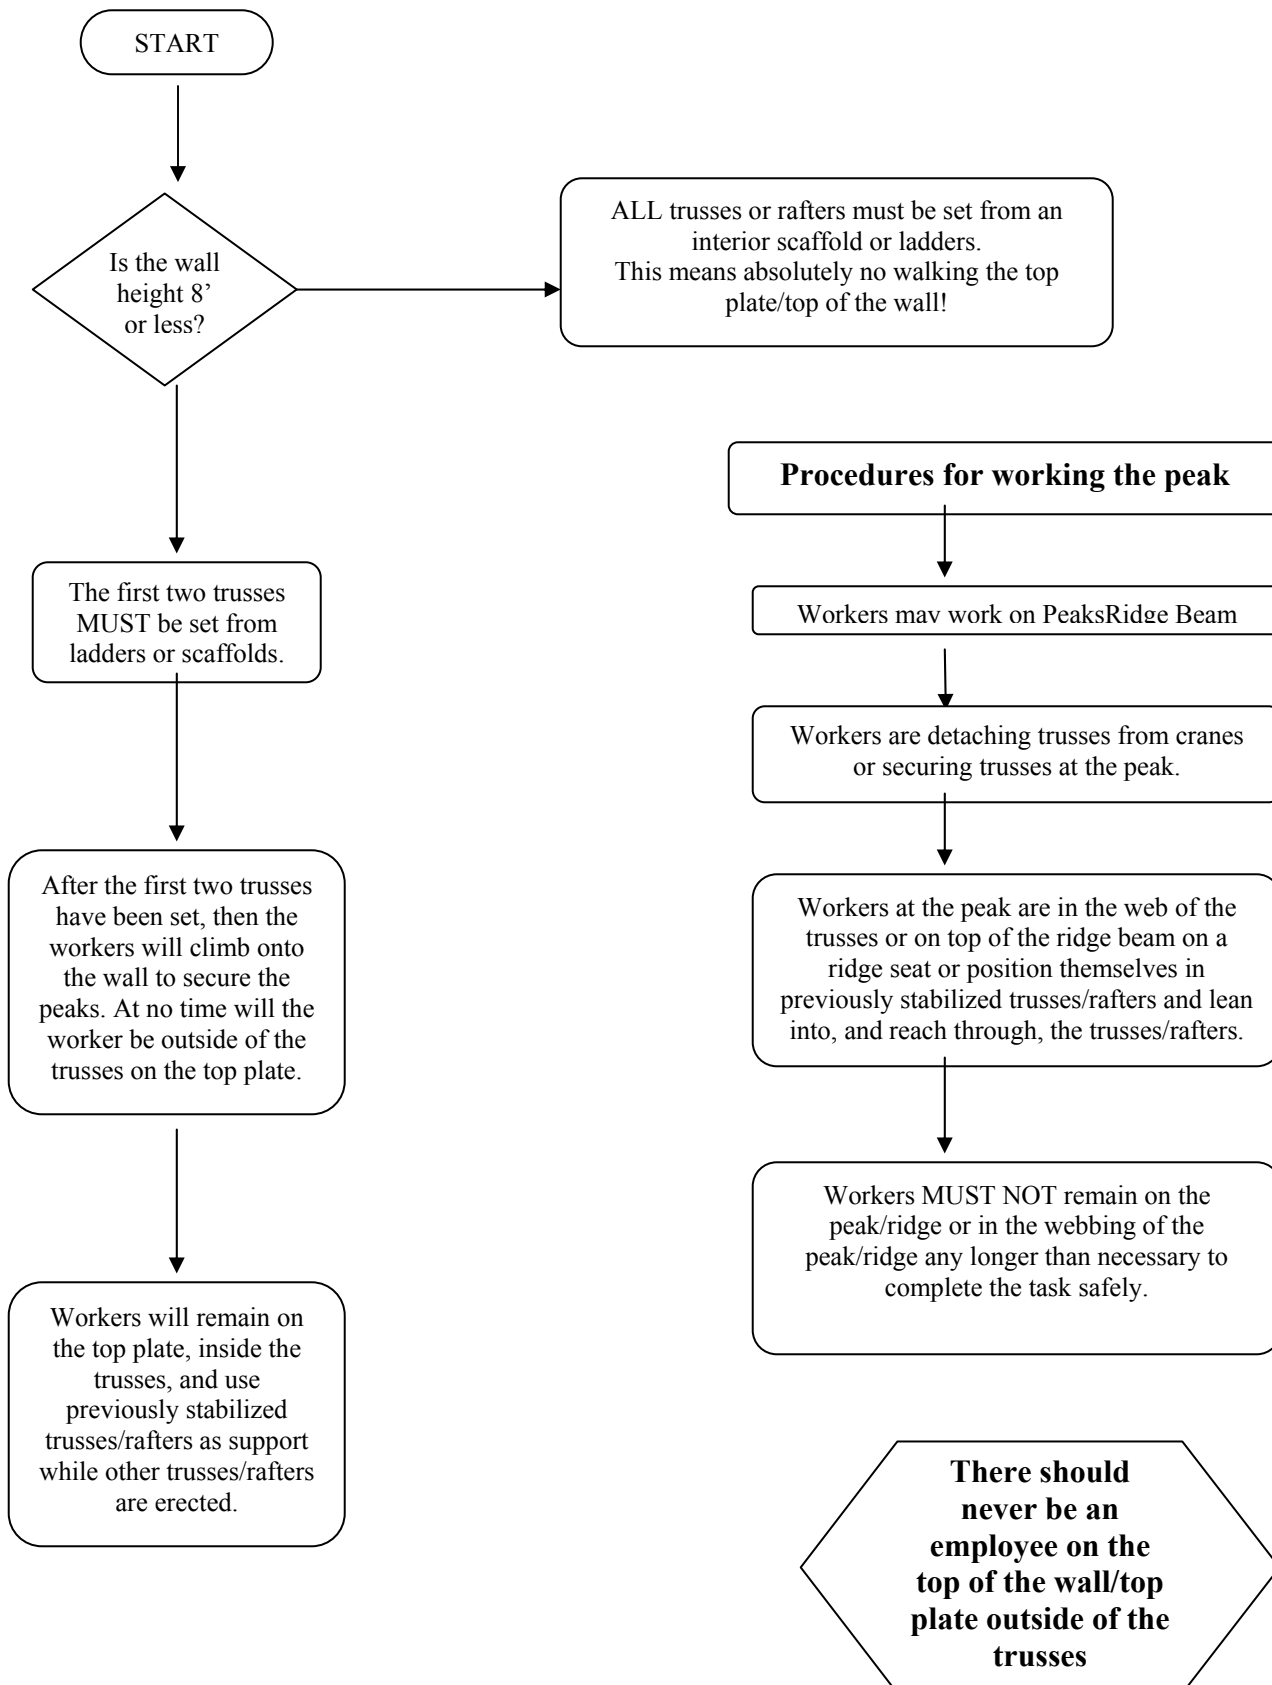 START
Is the wall
height 8’
or less?
ALL trusses or rafters must be set from an
interior scaffold or ladders.
This means absolutely no walking the top
plate/top of the wall!
The first two trusses
MUST be set from
ladders or scaffolds.
After the first two trusses
have been set, then the
workers will climb onto
the wall to secure the
peaks. At no time will the
worker be outside of the
trusses on the top plate.
Workers will remain on
the top plate, inside the
trusses, and use
previously stabilized
trusses/rafters as support
while other trusses/rafters
are erected.
Procedures for working the peak
Workers may work on PeaksRidge Beam
Workers are detaching trusses from cranes
or securing trusses at the peak.
Workers at the peak are in the web of the
trusses or on top of the ridge beam on a
ridge seat or position themselves in
previously stabilized trusses/rafters and lean
into, and reach through, the trusses/rafters.
Workers MUST NOT remain on the
peak/ridge or in the webbing of the
peak/ridge any longer than necessary to
complete the task safely.
There should
never be an
employee on the
top of the wall/top
plate outside of the
trusses